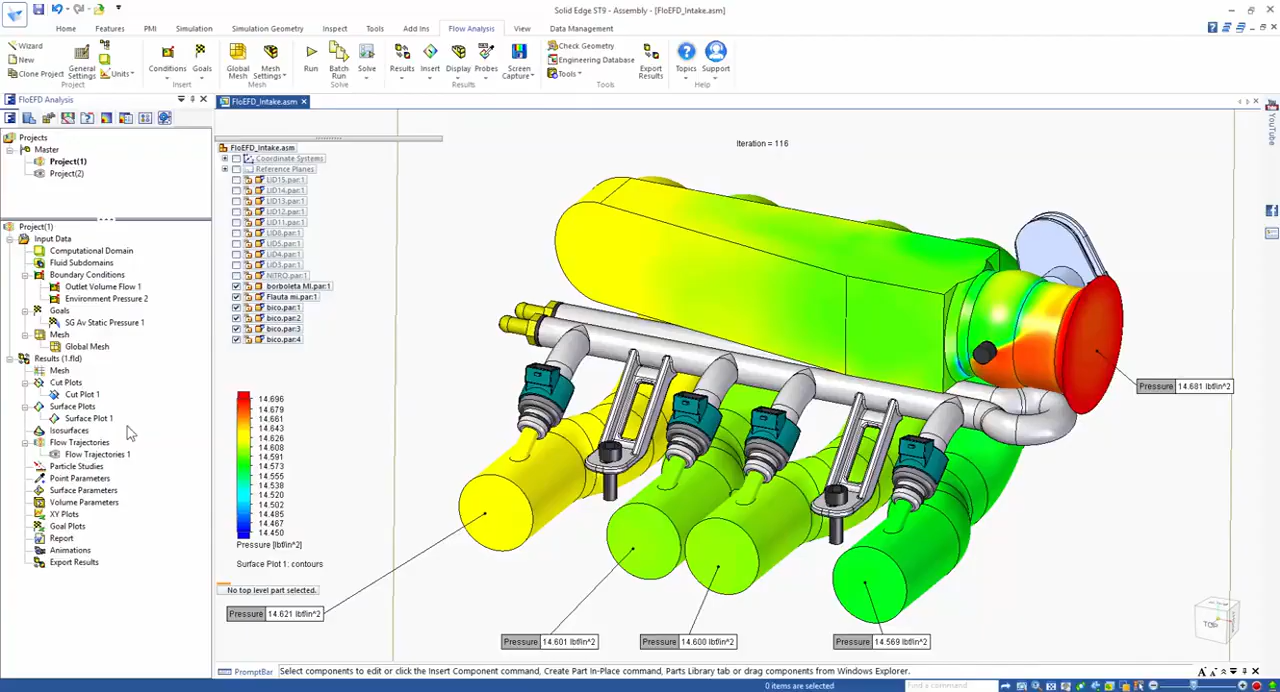 Solid Edge ST9 - Assembly - [FloEFD_Intake.asm]
Home Features PMI Simulation Simulation Geometry Inspect Tools Add Ins Flow Analysis View Data Management
Wizard
New
Clone Project
General Settings
Units
Project
Conditions
Goals
Insert
Global Mesh
Mesh Settings
Mesh
Run
Batch Run
Solve
Solve
Results
Insert
Display
Probes
Screen Capture
Results
Check Geometry
Engineering Database
Tools
Export Results
Tools
Topics
Support
Help
FloEFD Analysis
FloEFD_Intake.asm
Projects
Master
Project(1)
Project(2)
Project(1)
Input Data
Computational Domain
Fluid Subdomains
Boundary Conditions
Outlet Volume Flow 1
Environment Pressure 2
Goals
SG Av Static Pressure 1
Mesh
Global Mesh
Results (1.fld)
Mesh
Cut Plots
Cut Plot 1
Surface Plots
Surface Plot 1
Isosurfaces
Flow Trajectories
Flow Trajectories 1
Particle Studies
Point Parameters
Surface Parameters
Volume Parameters
XY Plots
Goal Plots
Report
Animations
Export Results
FloEFD_Intake.asm
Coordinate Systems
Reference Planes
LID15.par:1
LID14.par:1
LID13.par:1
LID12.par:1
LID11.par:1
LID8.par:1
LID5.par:1
LID4.par:1
LID3.par:1
NITRO.par:1
borboleta MI.par:1
Flauta mi.par:1
bico.par:1
bico.par:2
bico.par:3
bico.par:4
Iteration = 116
14.696
14.679
14.661
14.643
14.626
14.608
14.591
14.573
14.555
14.538
14.520
14.502
14.485
14.467
14.450
Pressure [lbf/in^2]
Surface Plot 1: contours
No top level part selected.
Pressure 14.681 lbf/in^2
Pressure 14.621 lbf/in^2
Pressure 14.601 lbf/in^2
Pressure 14.600 lbf/in^2
Pressure 14.569 lbf/in^2
TOP
YouTube
PromptBar
Select components to edit or click the Insert Component command, Create Part In-Place command, Parts Library tab or drag components from Windows Explorer.
0 items are selected
Find a command